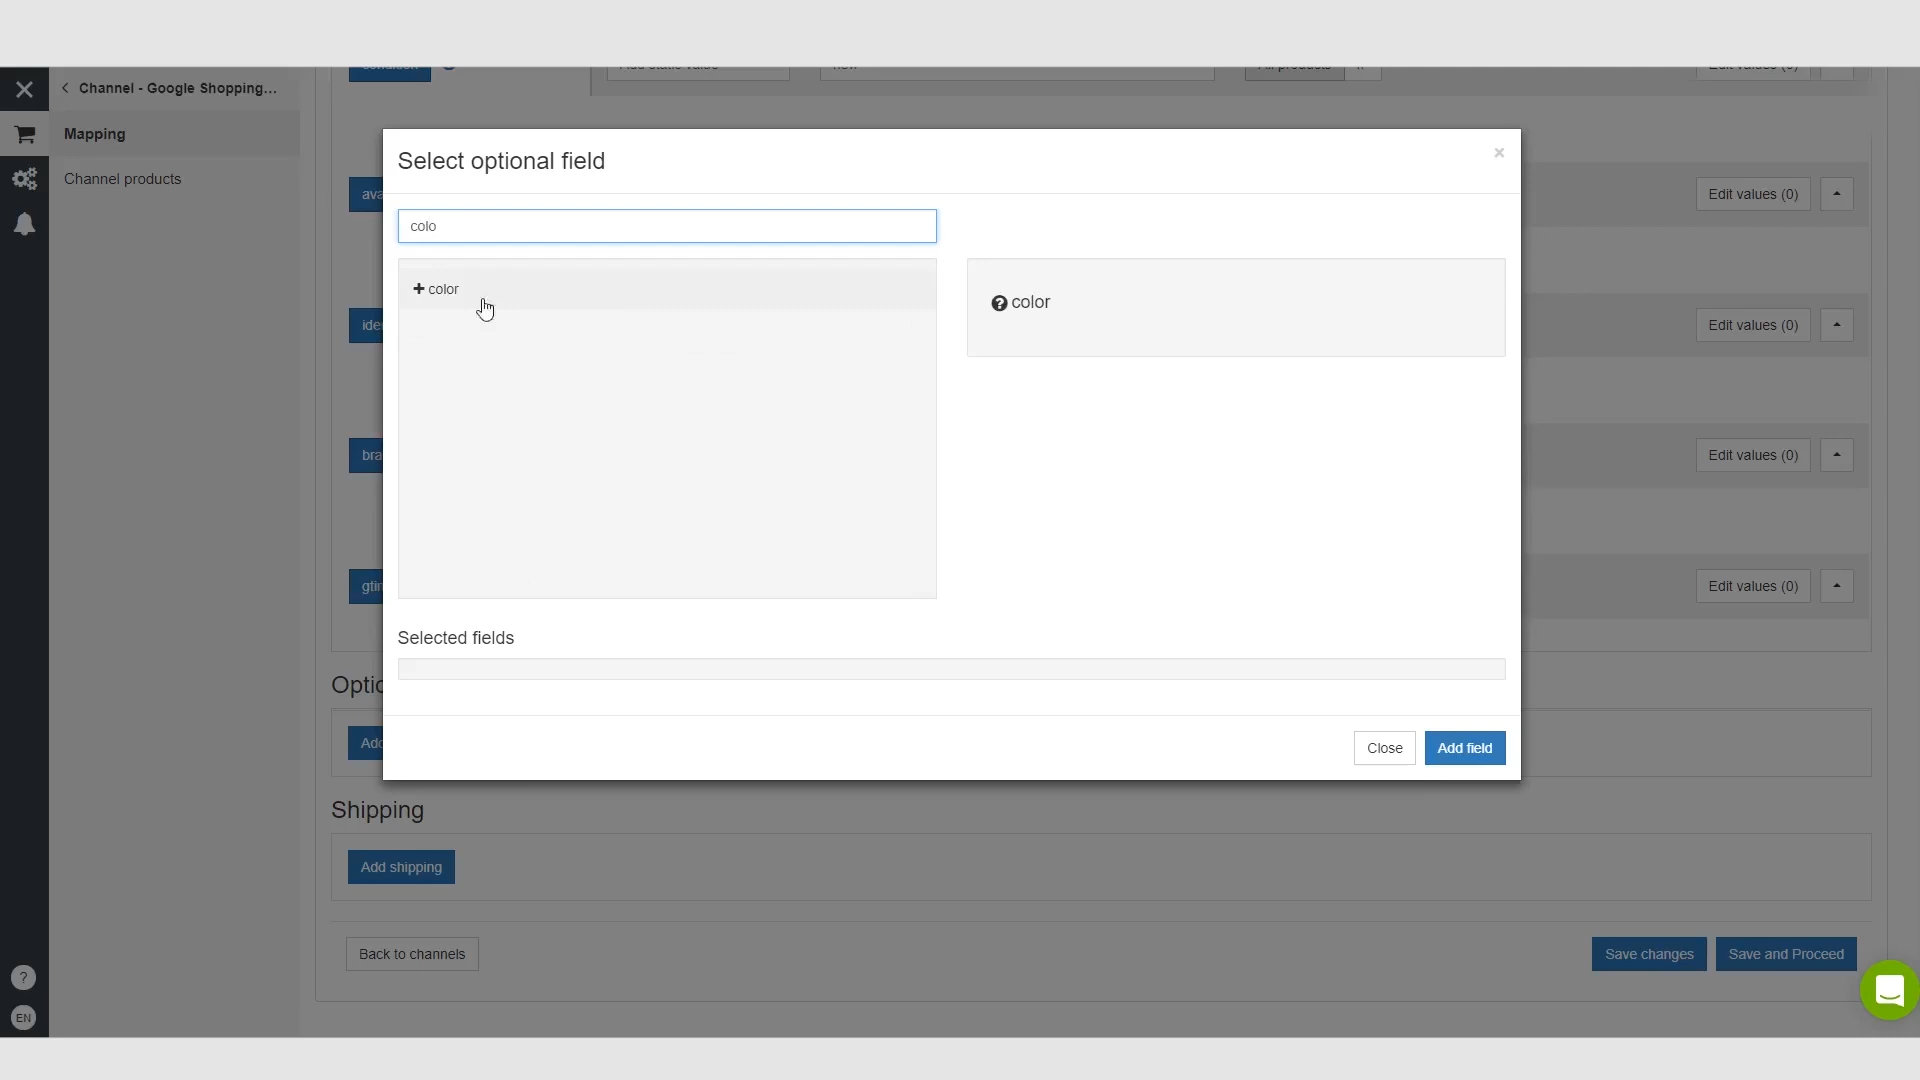 Channel - Google Shopping...
Mapping
Channel products
Select optional field
×
colo
color
color
Edit values (0)
Edit values (0)
Edit values (0)
Edit values (0)
Selected fields
Close
Add field
Shipping
Add shipping
Back to channels
Save changes
Save and Proceed
?
EN